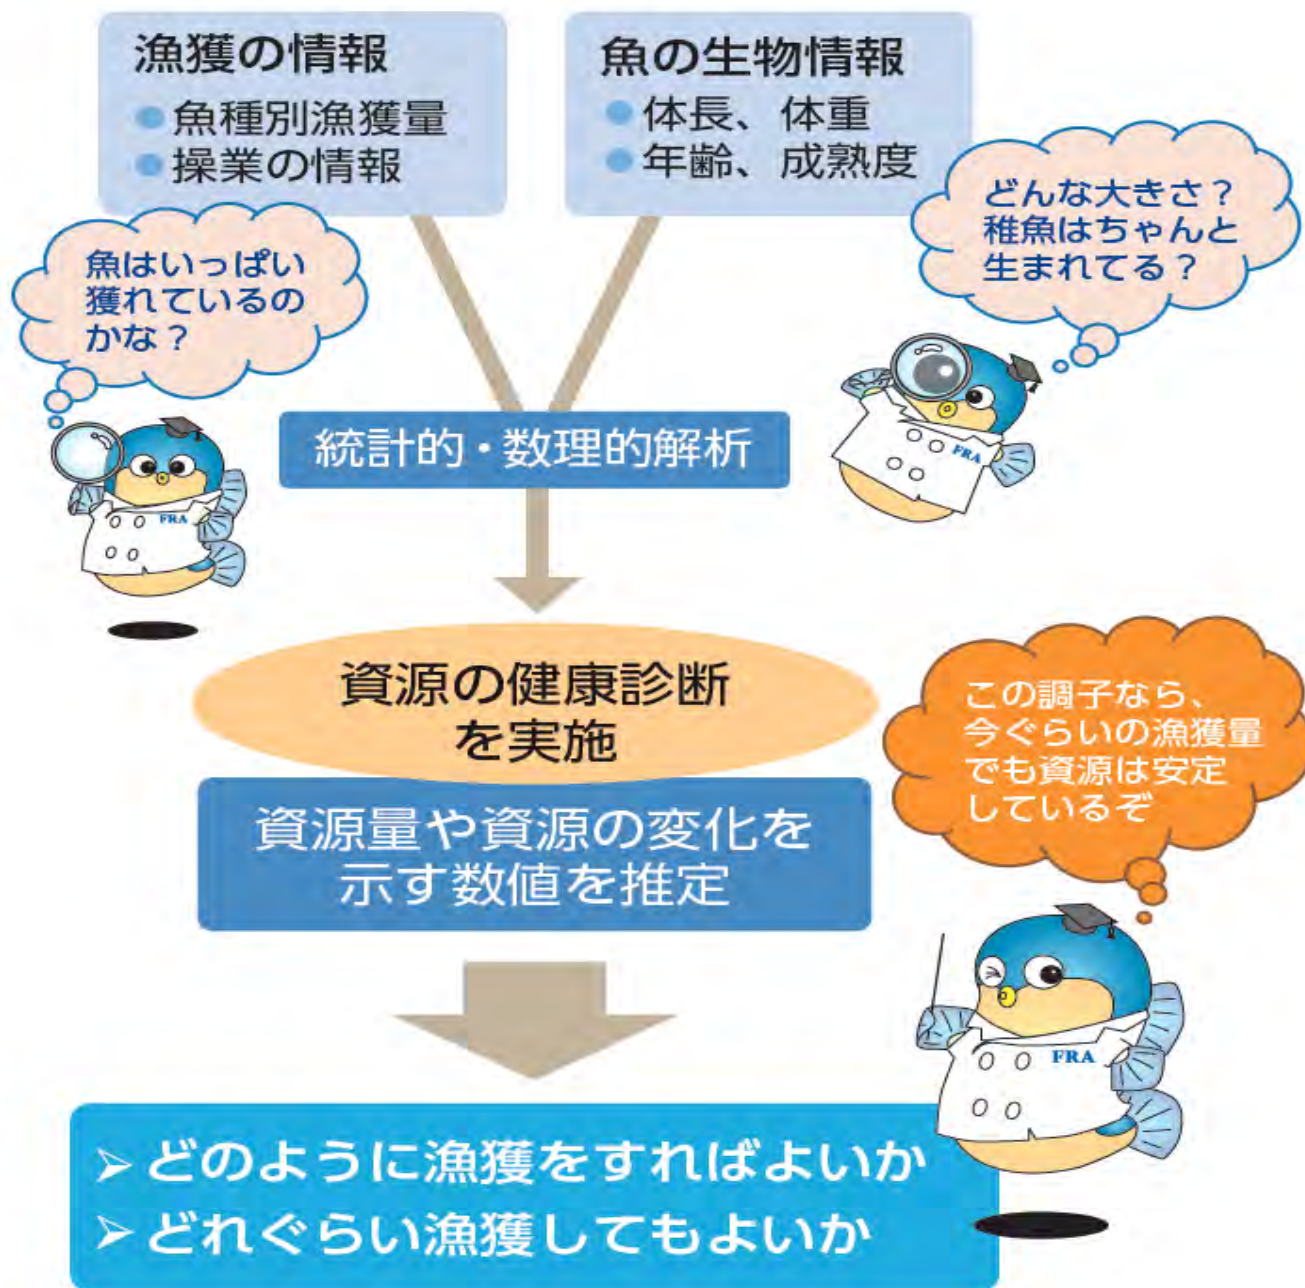 漁獲の情報
● 魚種別漁獲量
● 操業の情報
魚の生物情報
● 体長、体重
● 年齢、成熟度
魚はいっぱい
獲れているの
かな?
どんな大きさ?
稚魚はちゃんと
生まれてる?
FRA
FRA
統計的・数理的解析
資源の健康診断
を実施
資源量や資源の変化を
示す数値を推定
この調子なら、
今ぐらいの漁獲量
でも資源は安定
しているぞ
FRA
➢ どのように漁獲をすればよいか
➢ どれぐらい漁獲してもよいか